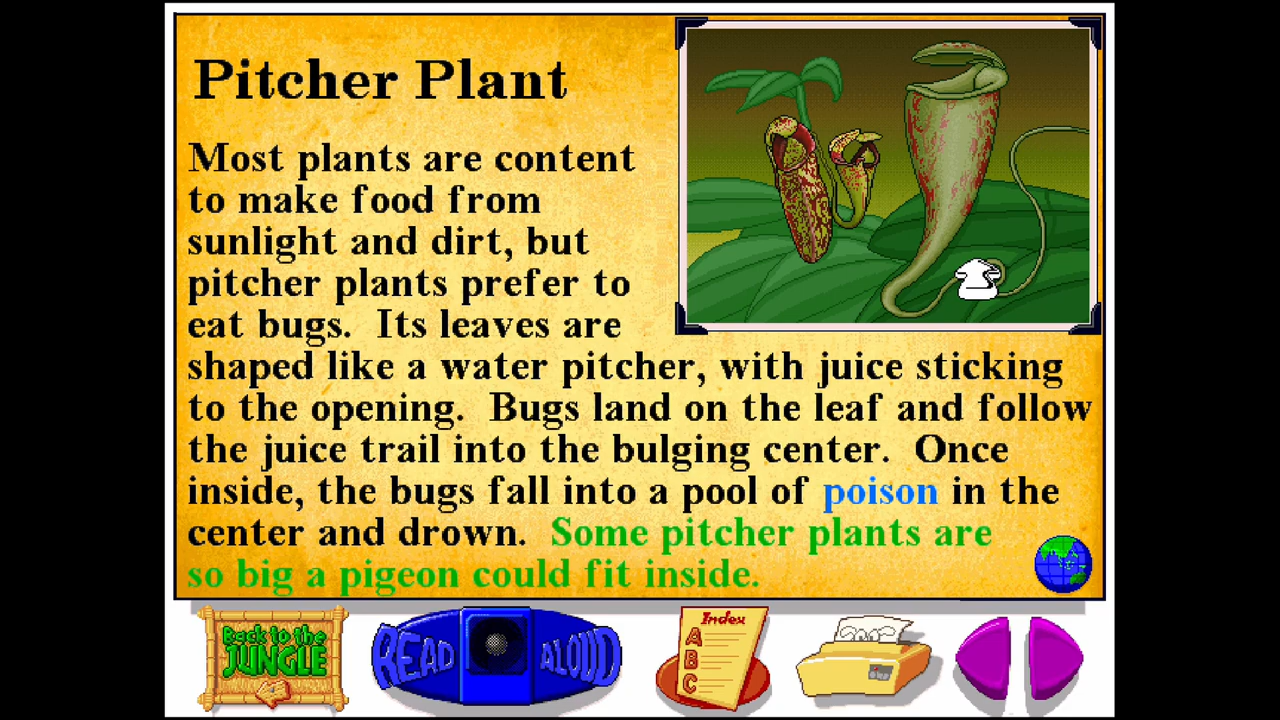 Pitcher Plant
Most plants are content
to make food from
sunlight and dirt, but
pitcher plants prefer to
eat bugs.  Its leaves are
shaped like a water pitcher, with juice sticking
to the opening.  Bugs land on the leaf and follow
the juice trail into the bulging center.  Once
inside, the bugs fall into a pool of poison in the
center and drown.  Some pitcher plants are
so big a pigeon could fit inside.
Back to the
JUNGLE
READ ALOUD
Index
A
B
C